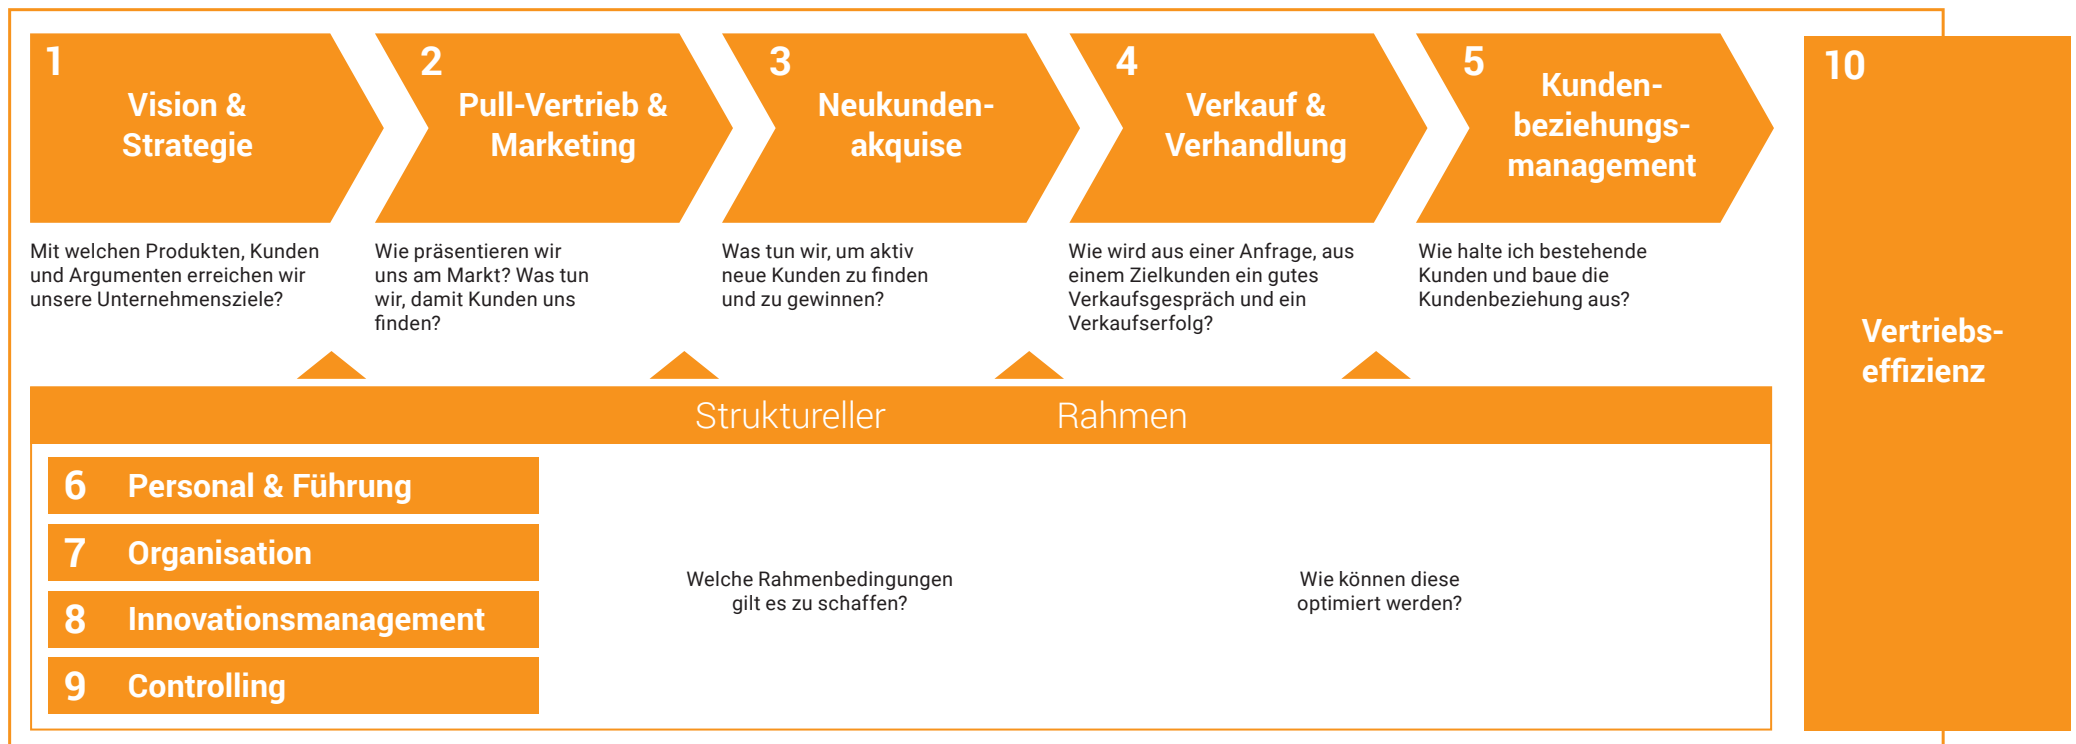 1
Vision &
Strategie
Mit welchen Produkten, Kunden
und Argumenten erreichen wir
unsere Unternehmensziele?
2
Pull-Vertrieb &
Marketing
Wie präsentieren wir
uns am Markt? Was tun
wir, damit Kunden uns
finden?
3
Neukunden-
akquise
Was tun wir, um aktiv
neue Kunden zu finden
und zu gewinnen?
4
Verkauf &
Verhandlung
Wie wird aus einer Anfrage, aus
einem Zielkunden ein gutes
Verkaufsgespräch und ein
Verkaufserfolg?
5
Kunden-
beziehungs-
management
Wie halte ich bestehende
Kunden und baue die
Kundenbeziehung aus?
Struktureller Rahmen
6 Personal & Führung
7 Organisation
8 Innovationsmanagement
9 Controlling
Welche Rahmenbedingungen
gilt es zu schaffen?
Wie können diese
optimiert werden?
10
Vertriebs-
effizienz